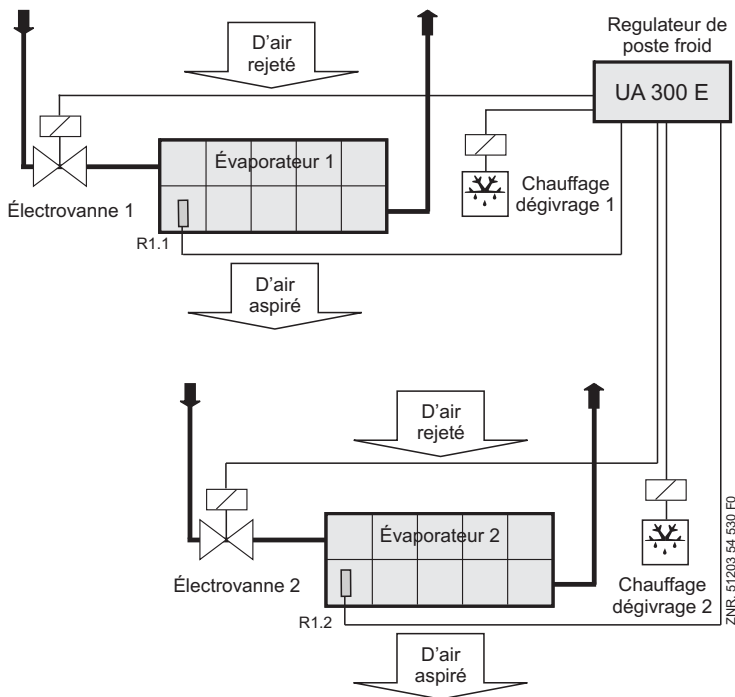 Regulateur de
poste froid
UA 300 E
D'air
rejeté
Évaporateur 1
Électrovanne 1
R1.1
Chauffage
dégivrage 1
D'air
aspiré
D'air
rejeté
Évaporateur 2
Électrovanne 2
R1.2
Chauffage
dégivrage 2
D'air
aspiré
ZNR. 51203 54 530 F0